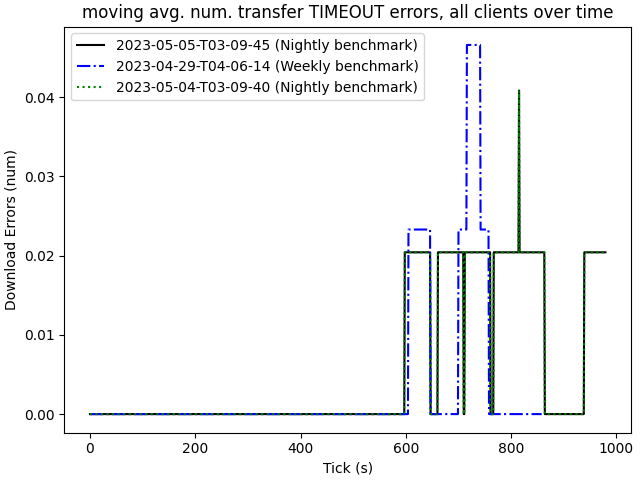 moving avg. num. transfer TIMEOUT errors, all clients over time
2023-05-05-T03-09-45 (Nightly benchmark)
2023-04-29-T04-06-14 (Weekly benchmark)
2023-05-04-T03-09-40 (Nightly benchmark)
Download Errors (num)
0.04
0.03
0.02
0.01
0.00
0 200 400 600 800 1000
Tick (s)